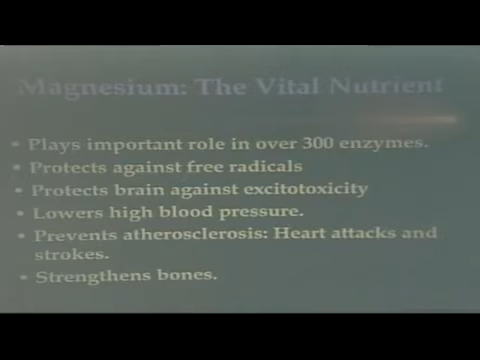 Magnesium: The Vital Nutrient
• Plays important role in over 300 enzymes.
• Protects against free radicals
• Protects brain against excitotoxicity
• Lowers high blood pressure.
• Prevents atherosclerosis: Heart attacks and
strokes.
• Strengthens bones.